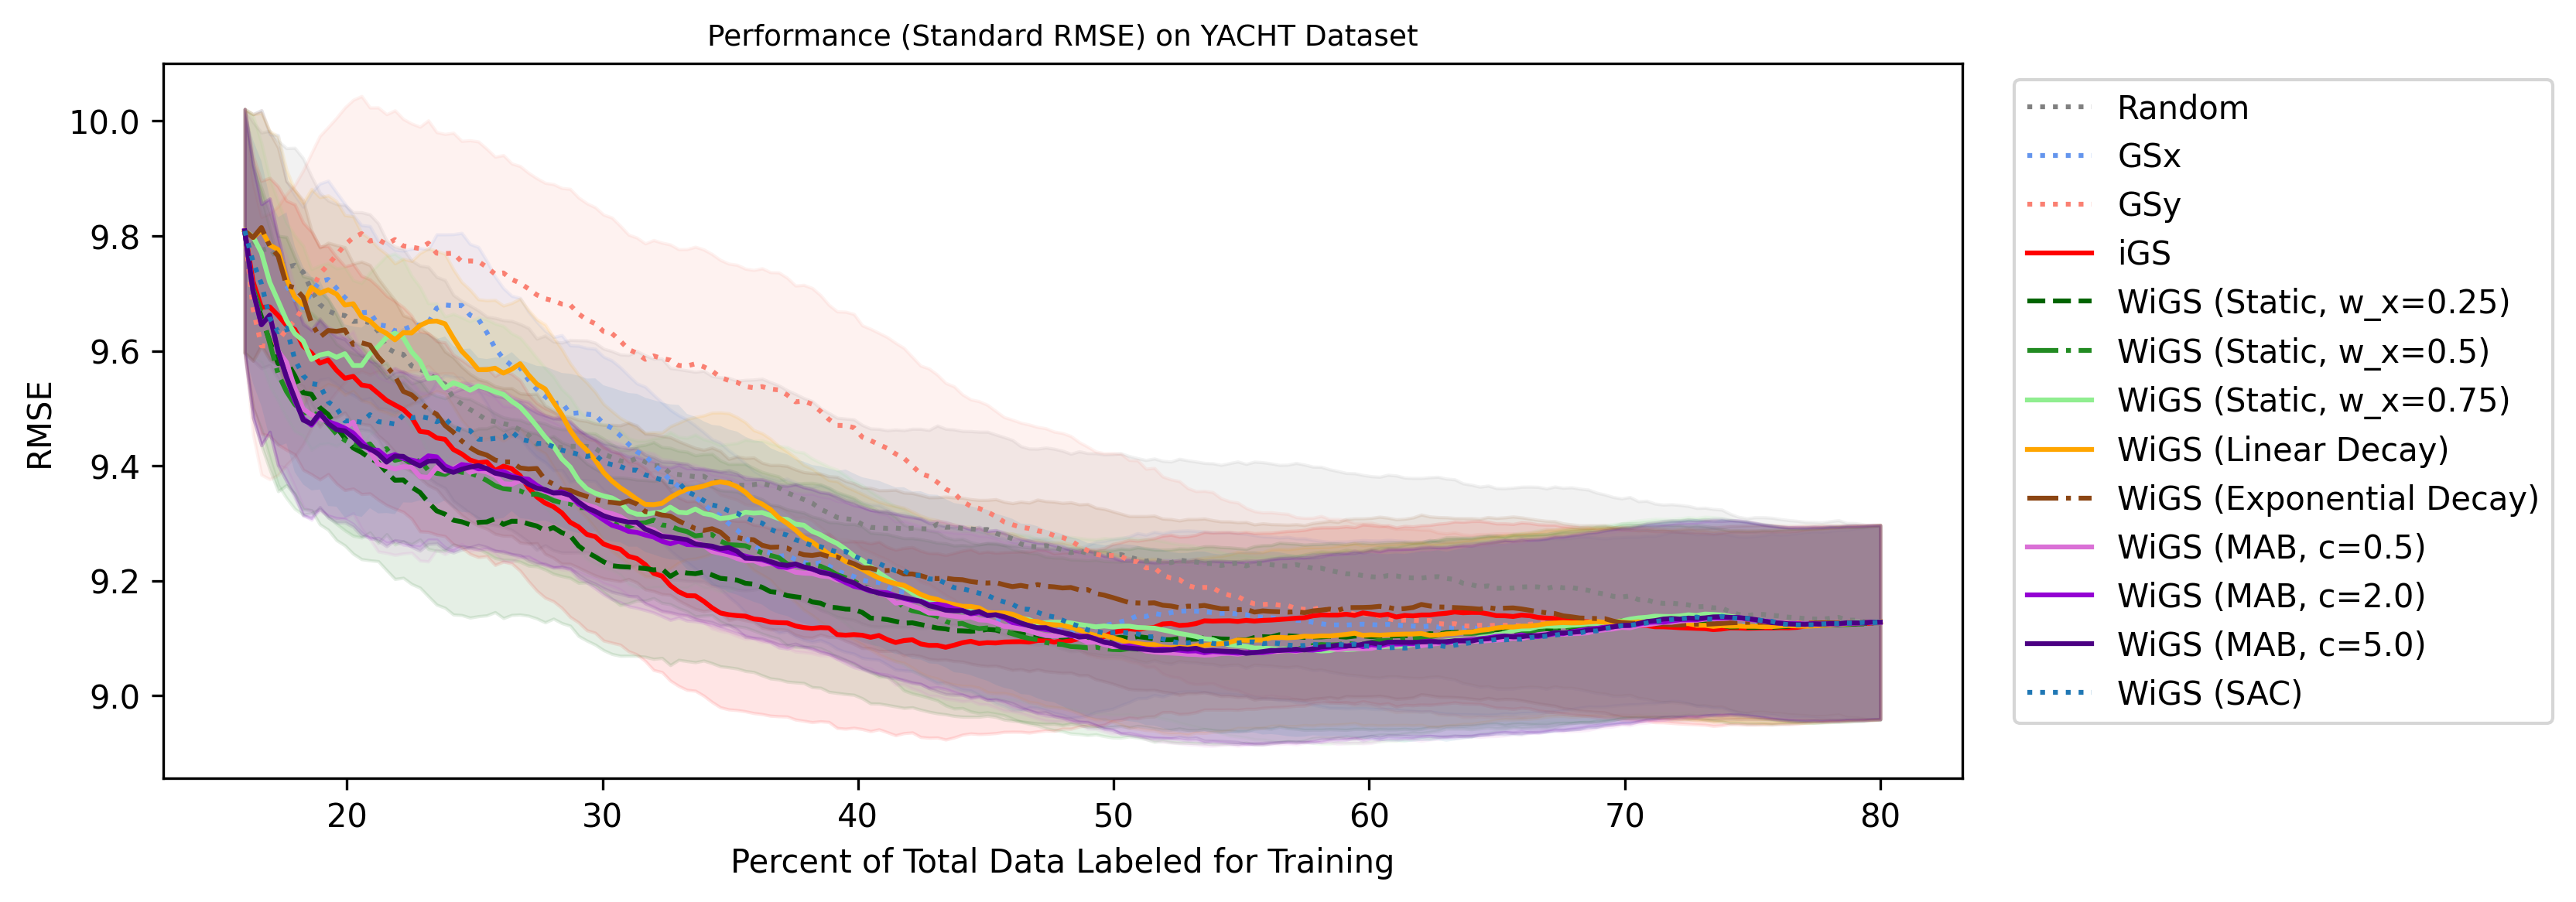 Performance (Standard RMSE) on YACHT Dataset
10.0
9.8
9.6
9.4
9.2
9.0
RMSE
20 30 40 50 60 70 80
Percent of Total Data Labeled for Training
Random
GSx
GSy
iGS
WiGS (Static, w_x=0.25)
WiGS (Static, w_x=0.5)
WiGS (Static, w_x=0.75)
WiGS (Linear Decay)
WiGS (Exponential Decay)
WiGS (MAB, c=0.5)
WiGS (MAB, c=2.0)
WiGS (MAB, c=5.0)
WiGS (SAC)